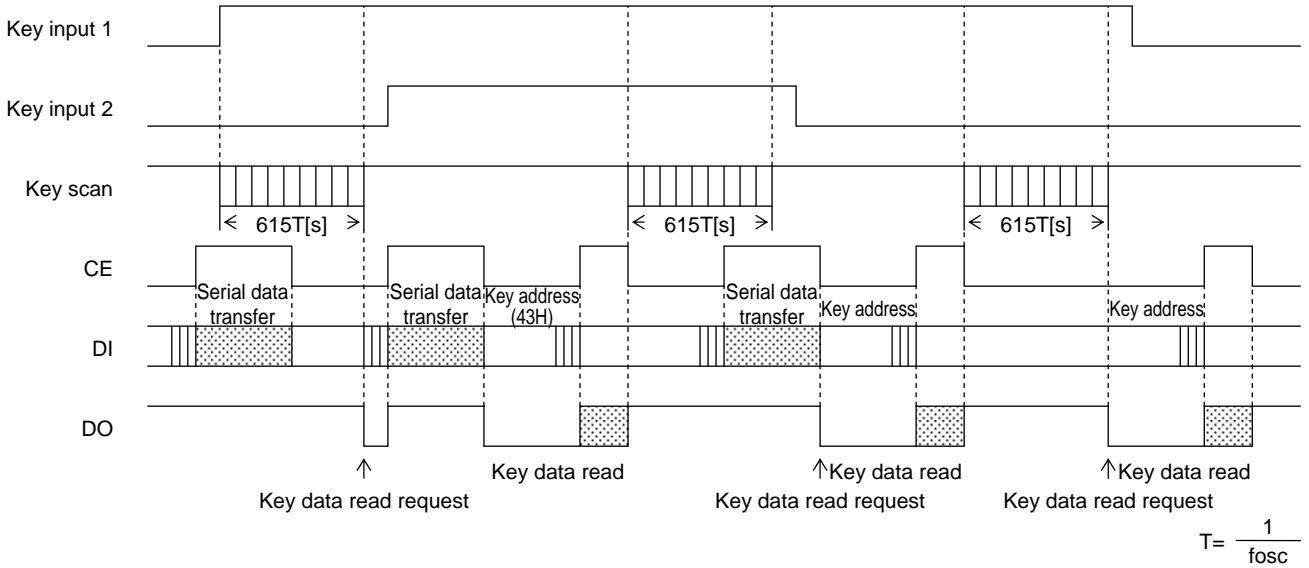 Key input 1
Key input 2
Key scan
615T[s] 615T[s] 615T[s]
CE
Serial data transfer Serial data transfer Key address (43H) Serial data transfer Key address Key address
DI
DO
Key data read Key data read Key data read
Key data read request Key data read request Key data read request
T= 1
fosc